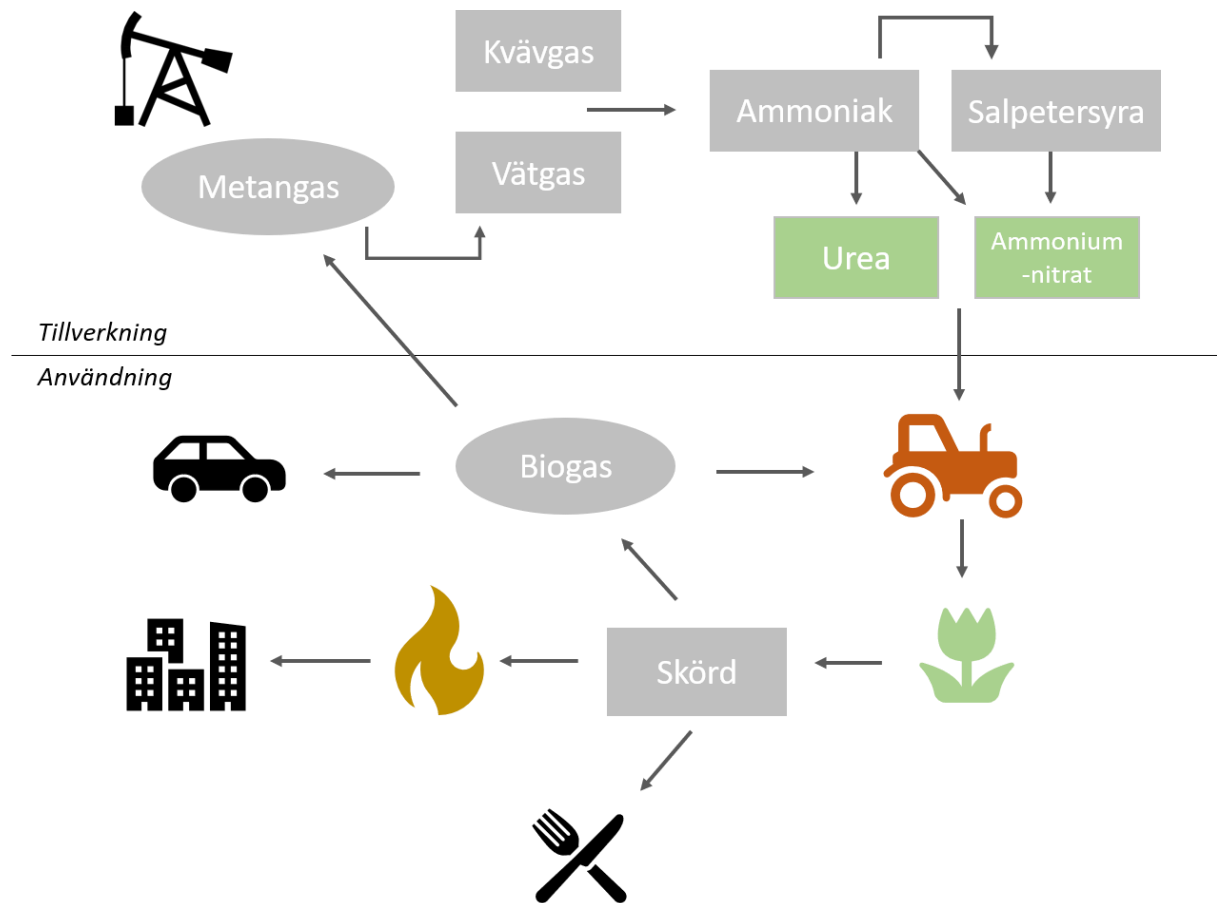 Kvävgas
Ammoniak
Salpetersyra
Metangas
Vätgas
Urea
Ammonium
-nitrat
Tillverkning
Användning
Biogas
Skörd